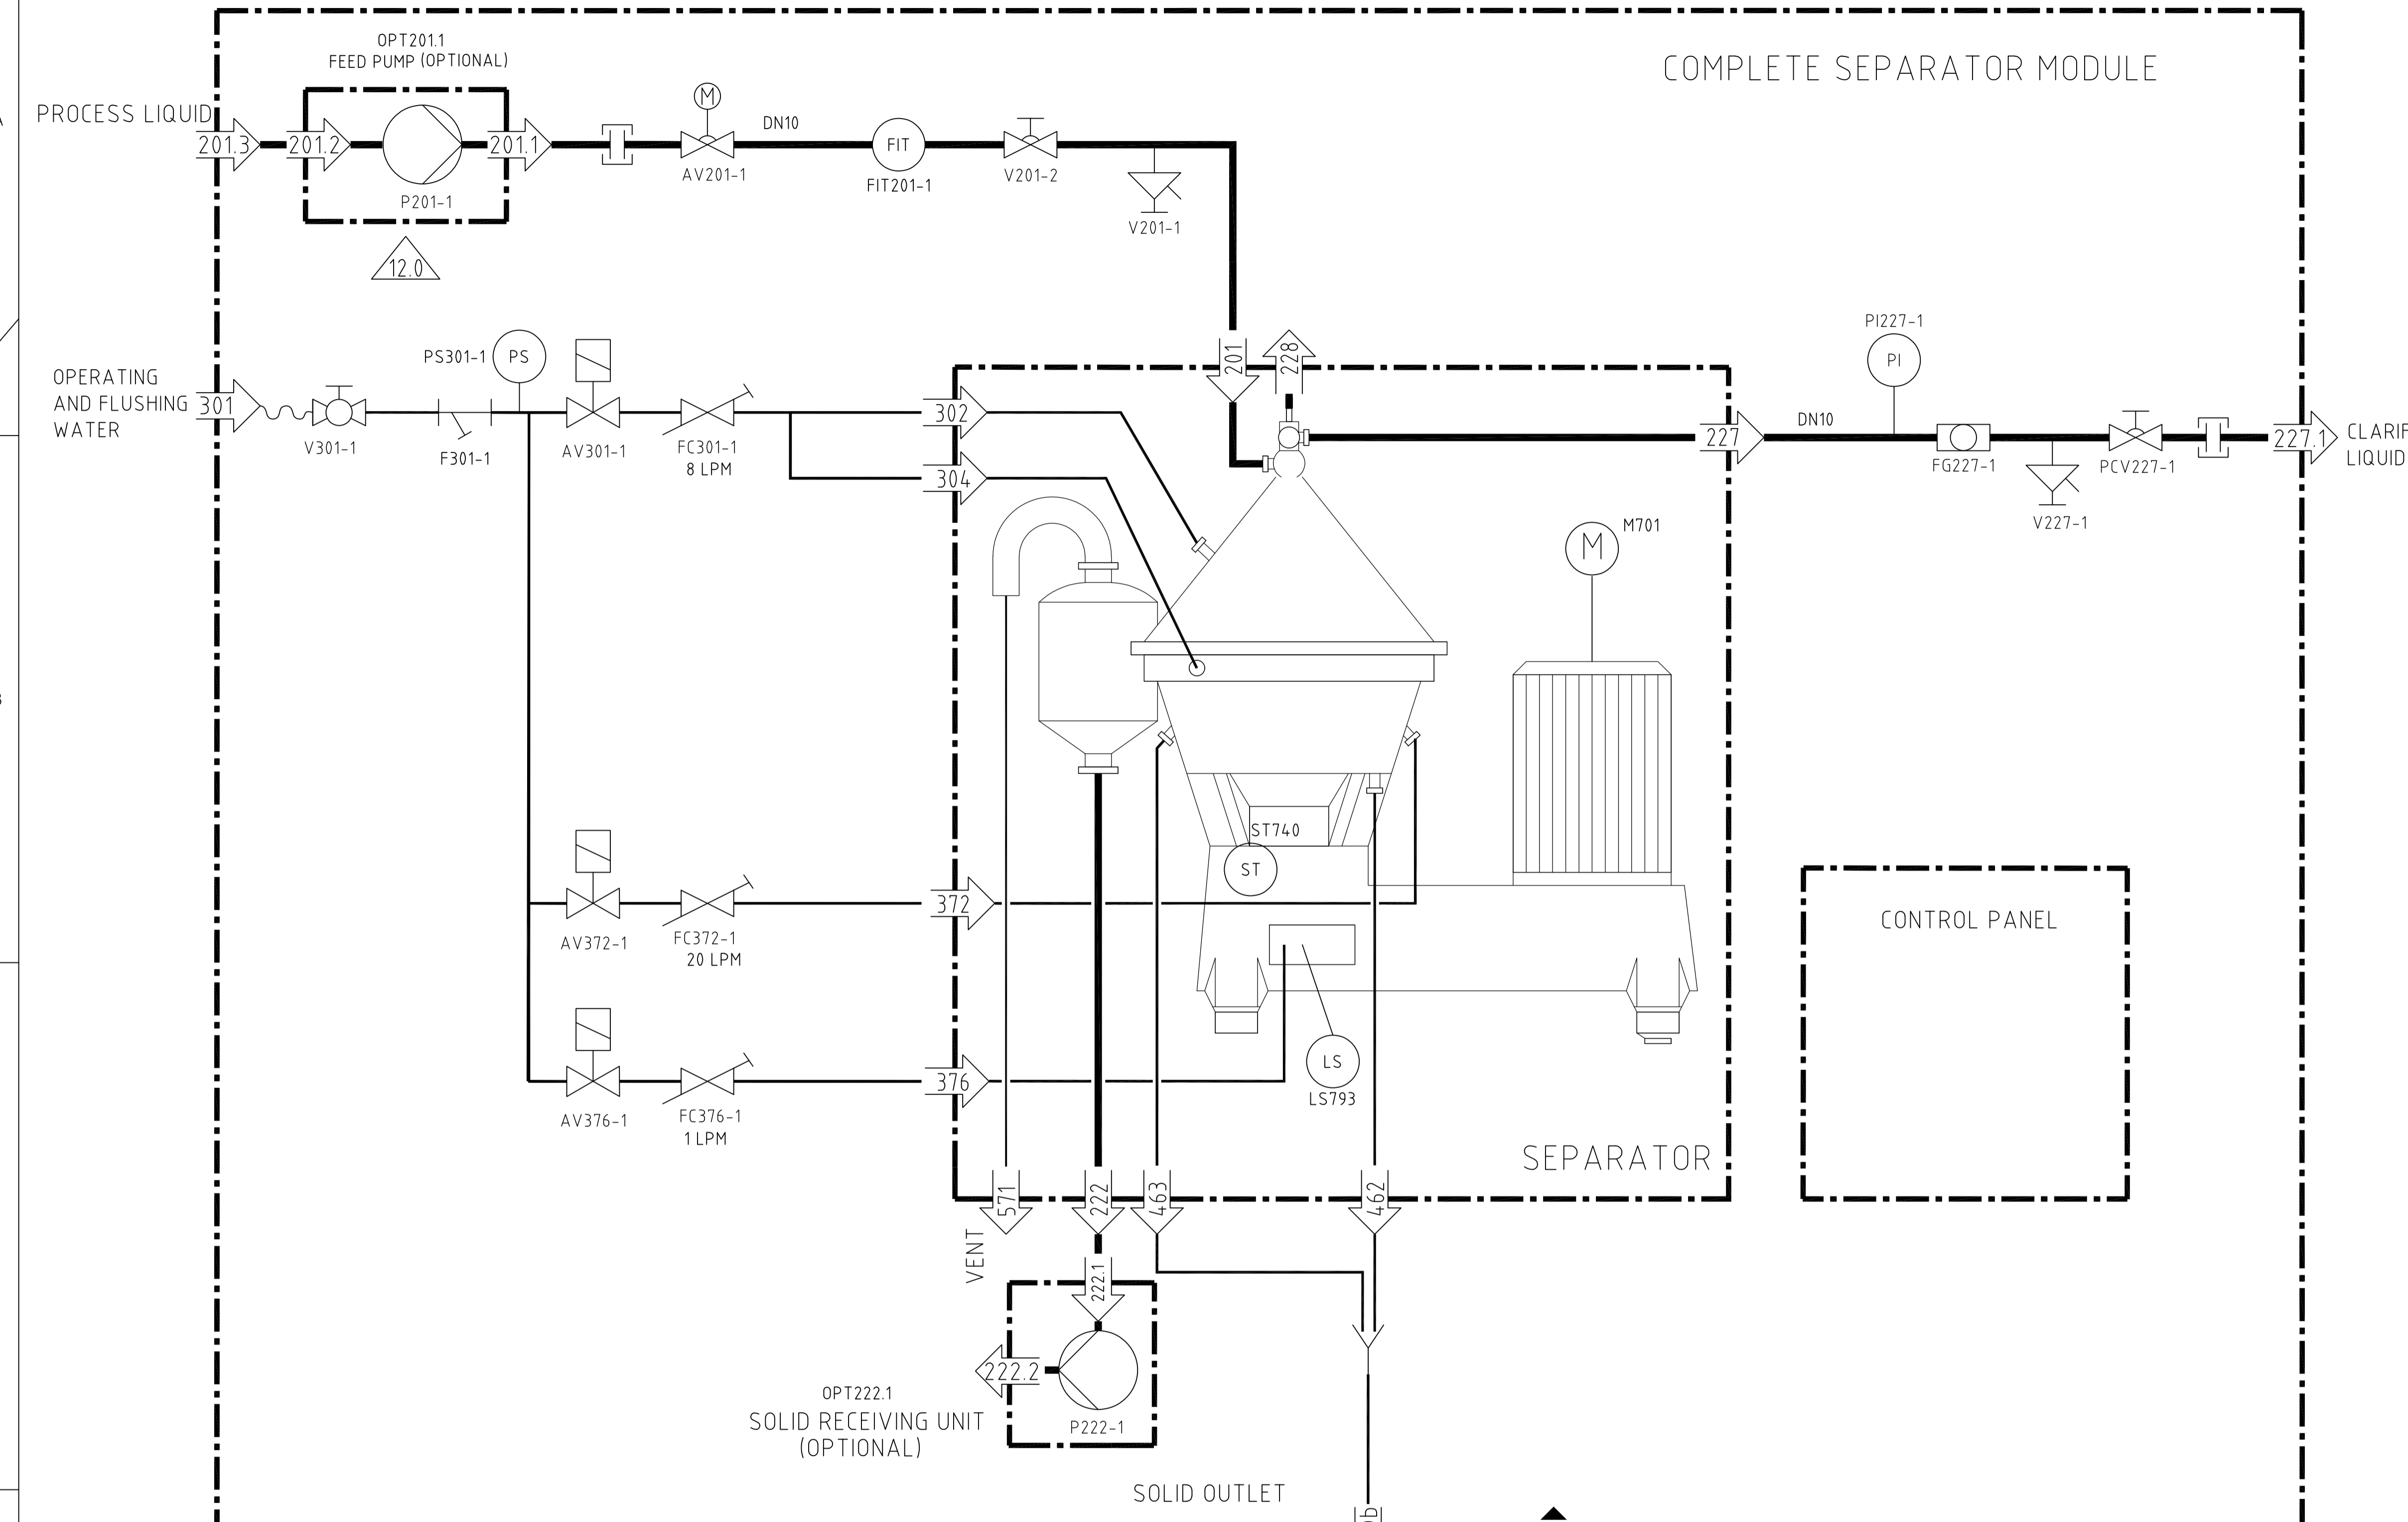 OPT201.1
FEED PUMP (OPTIONAL)
COMPLETE SEPARATOR MODULE
PROCESS LIQUID
201.3
201.2
201.1
P201-1
12.0
M
AV201-1
DN10
FIT
FIT201-1
V201-2
V201-1
OPERATING
AND FLUSHING
WATER
301
V301-1
F301-1
PS301-1
PS
AV301-1
FC301-1
8 LPM
302
304
201
228
227
DN10
PI227-1
PI
FG227-1
V227-1
PCV227-1
227.1
CLARIF
LIQUID
M
M701
ST740
ST
AV372-1
FC372-1
20 LPM
372
CONTROL PANEL
AV376-1
FC376-1
1 LPM
376
LS
LS793
SEPARATOR
571
222
463
462
VENT
222.1
222.2
P222-1
OPT222.1
SOLID RECEIVING UNIT
(OPTIONAL)
SOLID OUTLET